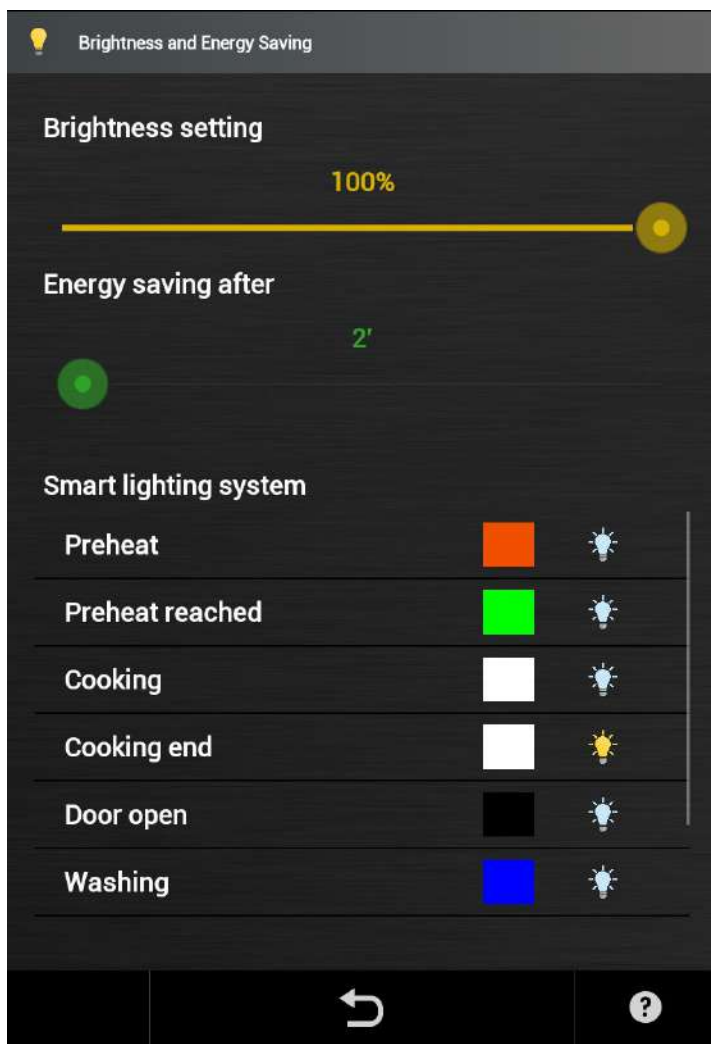 Brightness and Energy Saving
Brightness setting
100%
Energy saving after
2'
Smart lighting system
Preheat
Preheat reached
Cooking
Cooking end
Door open
Washing
?